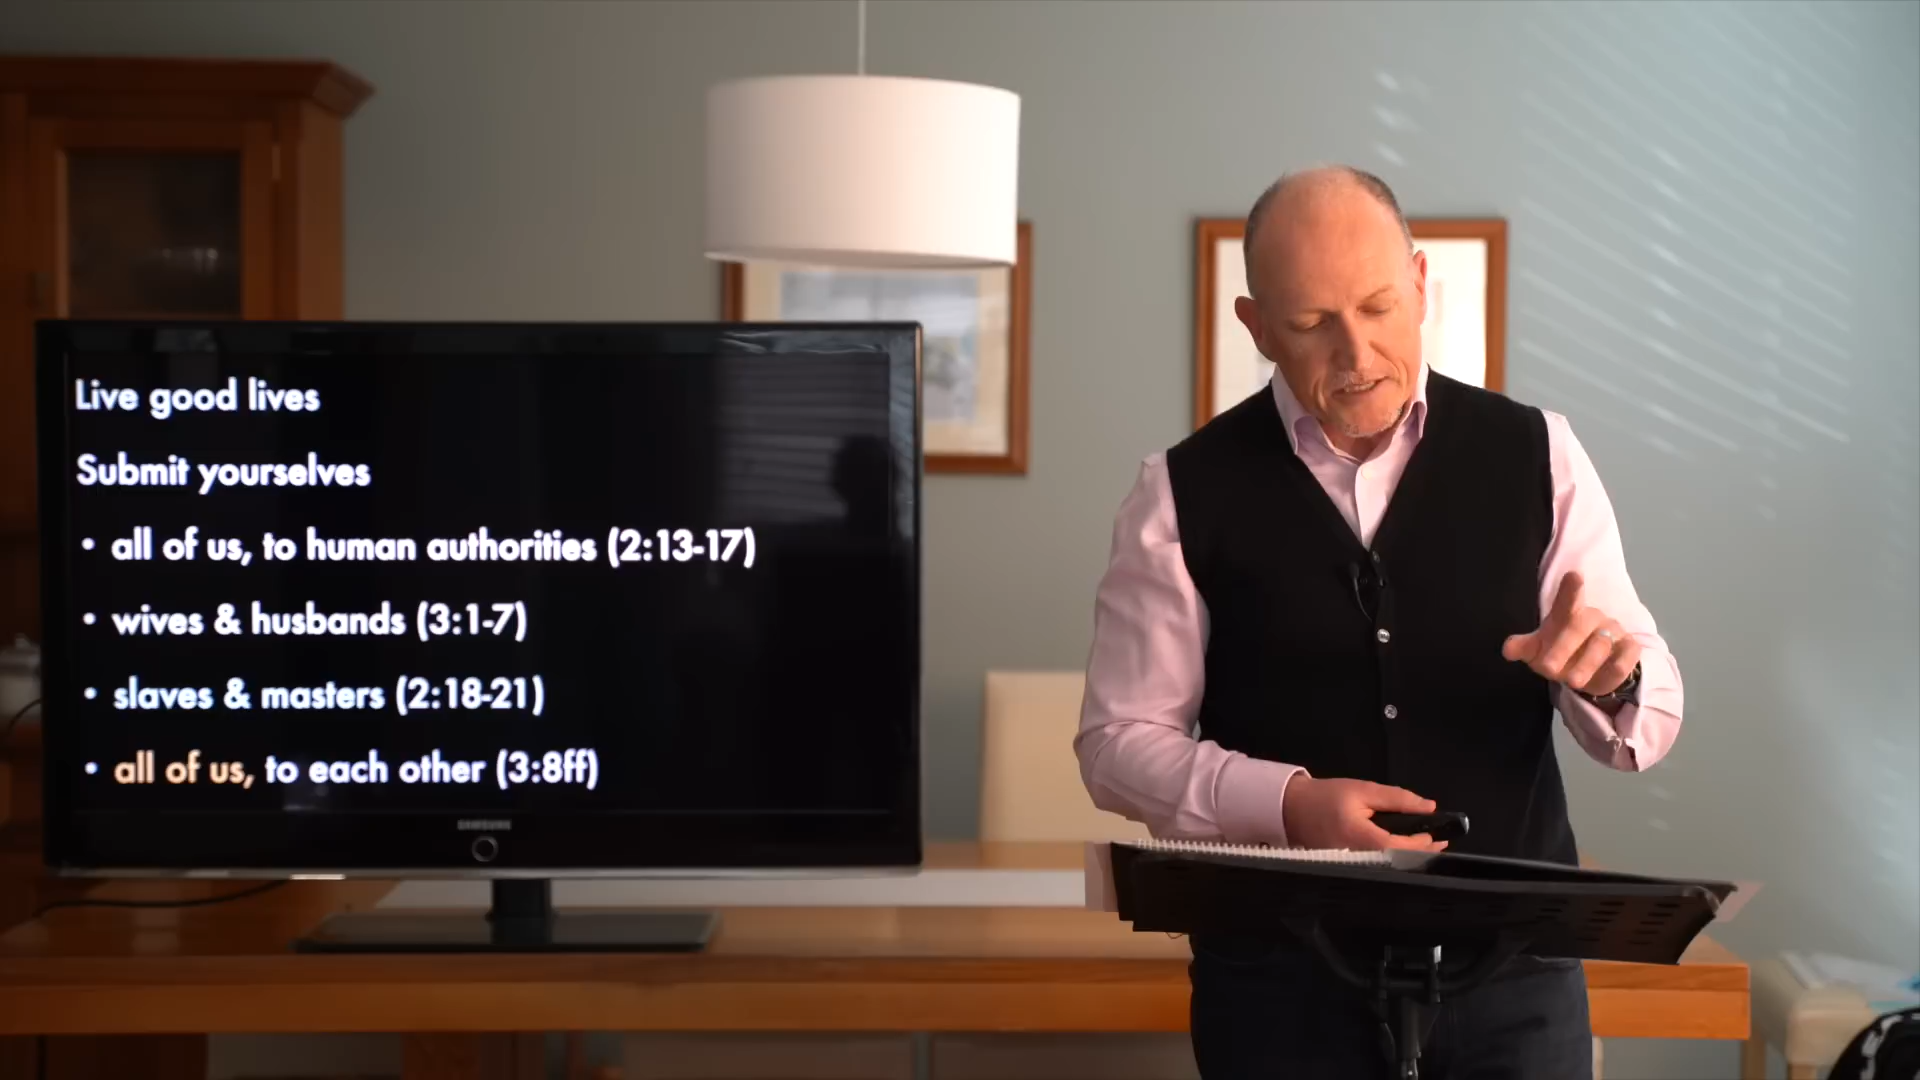 Live good lives
Submit yourselves
• all of us, to human authorities (2:13-17)
• wives & husbands (3:1-7)
• slaves & masters (2:18-21)
• all of us, to each other (3:8ff)
SAMSUNG